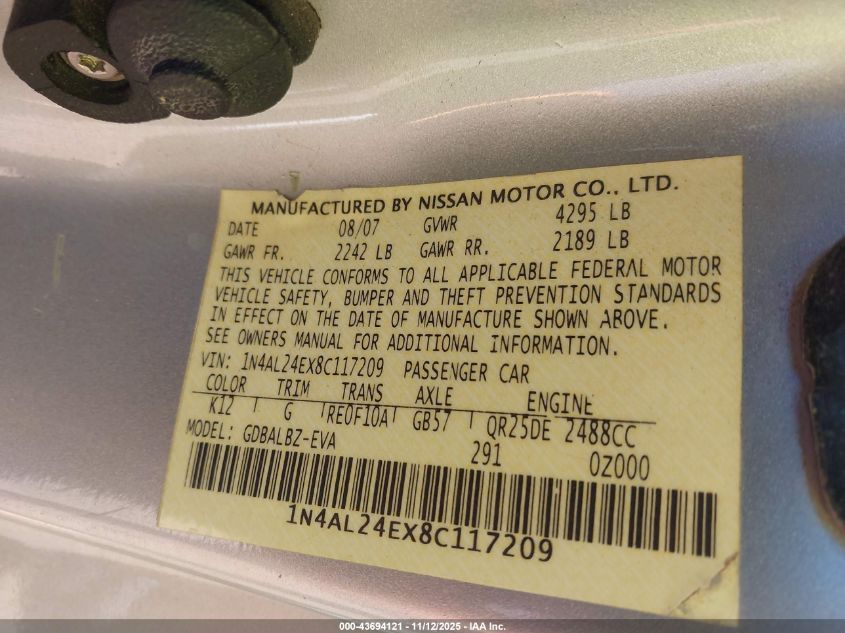 MANUFACTURED BY NISSAN MOTOR CO., LTD.
DATE 08/07 GVWR 4295 LB
GAWR FR. 2242 LB GAWR RR. 2189 LB
THIS VEHICLE CONFORMS TO ALL APPLICABLE FEDERAL MOTOR
VEHICLE SAFETY, BUMPER AND THEFT PREVENTION STANDARDS
IN EFFECT ON THE DATE OF MANUFACTURE SHOWN ABOVE.
SEE OWNERS MANUAL FOR ADDITIONAL INFORMATION.
VIN: 1N4AL24EX8C117209 PASSENGER CAR
COLOR TRIM TRANS AXLE ENGINE
K12 G RE0F10A GB57 QR25DE 2488CC
MODEL: GDBALBZ-EVA 291 0Z000
1N4AL24EX8C117209
000-43694121 - 11/12/2025 - IAA Inc.